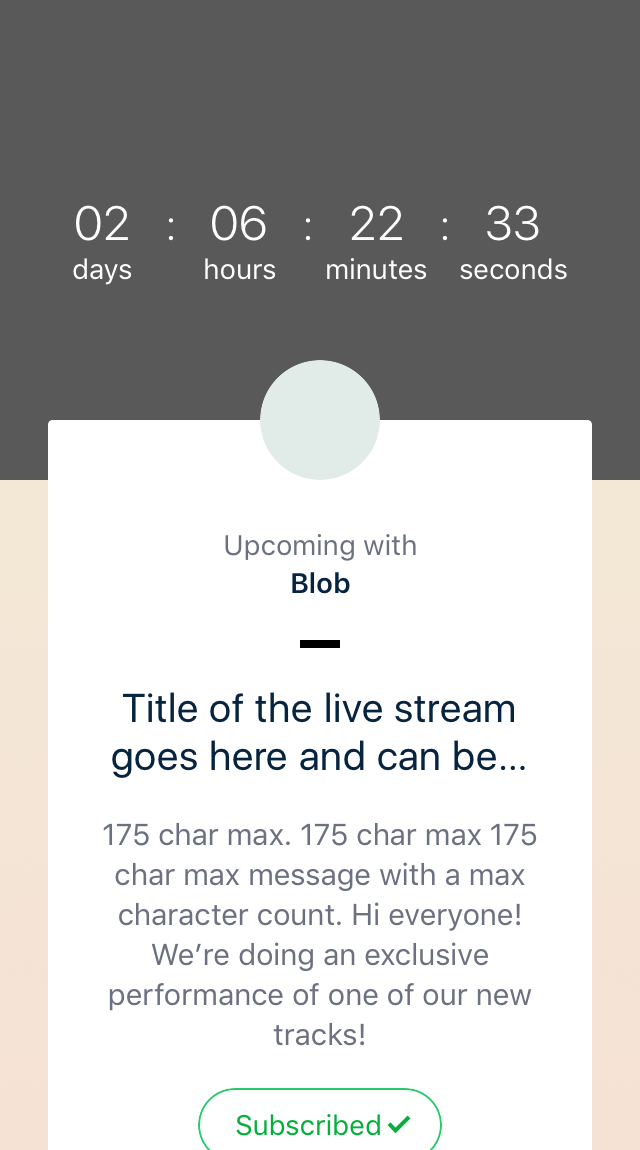 02 : 06 : 22 : 33
days hours minutes seconds
Upcoming with
Blob
Title of the live stream
goes here and can be...
175 char max. 175 char max 175
char max message with a max
character count. Hi everyone!
We’re doing an exclusive
performance of one of our new
tracks!
Subscribed